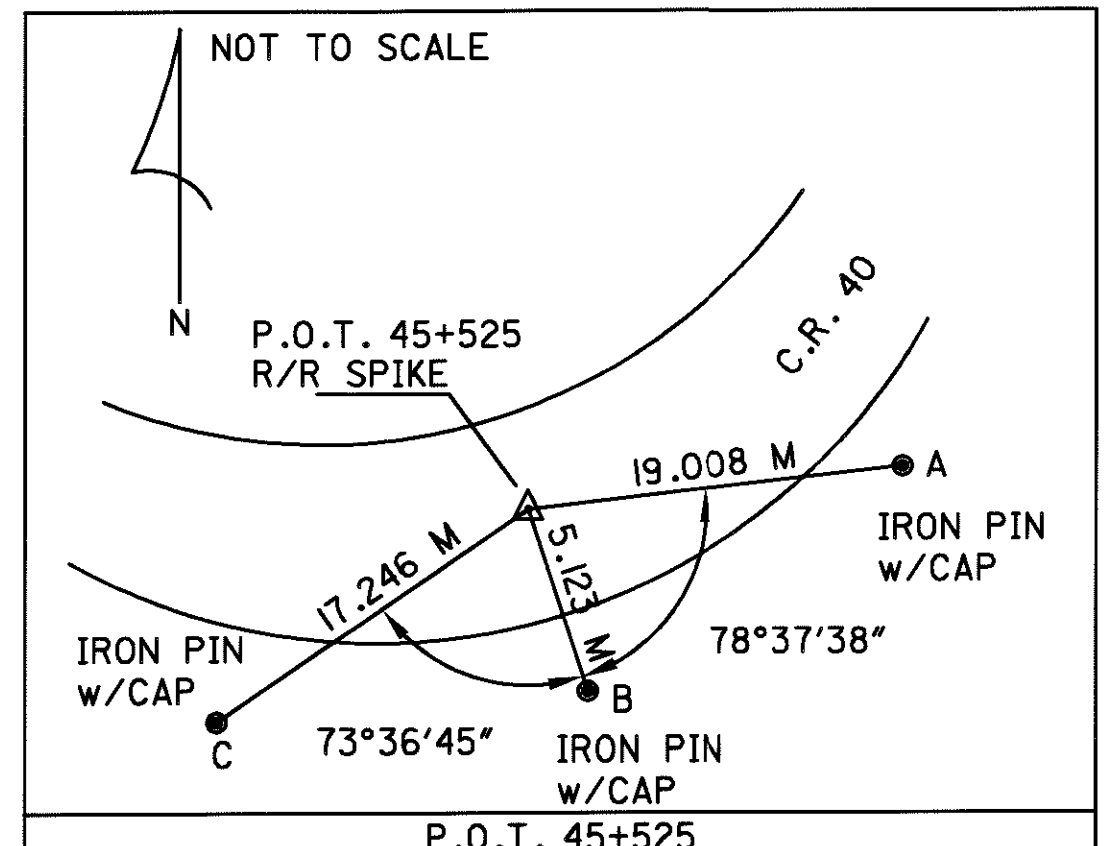 NOT TO SCALE
N
P.O.T. 45+525
R/R SPIKE
C.R. 40
19.008 M
A
IRON PIN
w/CAP
5.123 M
17.246 M
78°37'38"
IRON PIN
w/CAP
C
73°36'45"
B
IRON PIN
w/CAP
P.O.T. 45+525